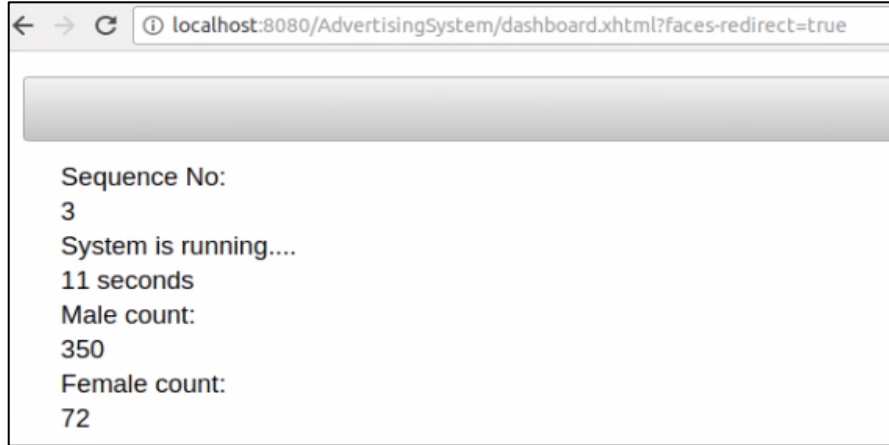 localhost:8080/AdvertisingSystem/dashboard.xhtml?faces-redirect=true
Sequence No:
3
System is running....
11 seconds
Male count:
350
Female count:
72